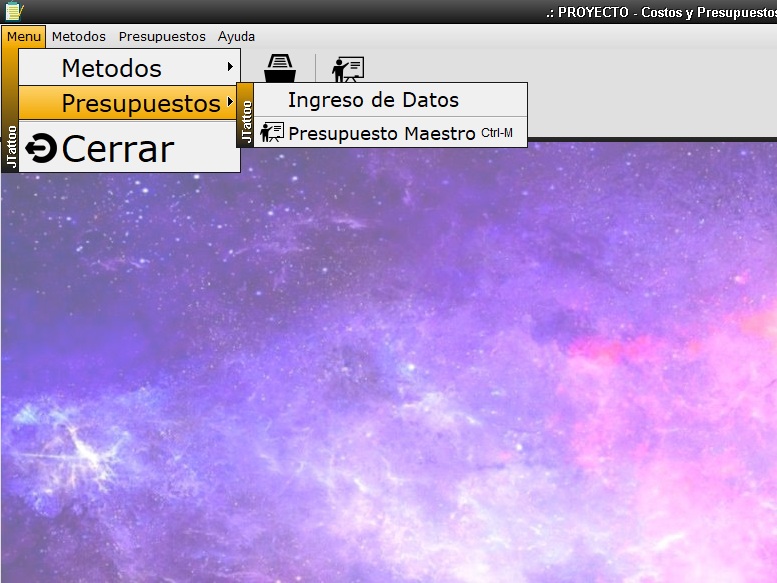 .: PROYECTO - Costos y Presupuestos
Menu Metodos Presupuestos Ayuda
Metodos
Presupuestos
Cerrar
JTattoo
Ingreso de Datos
Presupuesto Maestro Ctrl-M
JTattoo